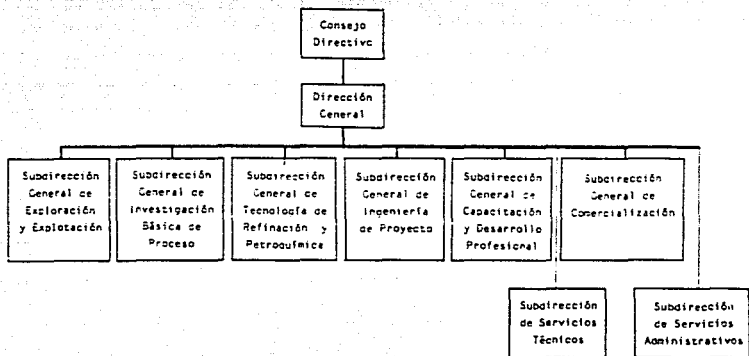 Consejo
Directivo
Dirección
General
Subdirección
General de
Exploración
y Explotación
Subdirección
General de
Investigación
Básica de
Proceso
Subdirección
General de
Tecnología de
Refinación y
Petroquímica
Subdirección
General de
Ingeniería
de Proyecto
Subdirección
General de
Capacitación
y Desarrollo
Profesional
Subdirección
General de
Comercialización
Subdirección
de Servicios
Técnicos
Subdirección
de Servicios
Administrativos